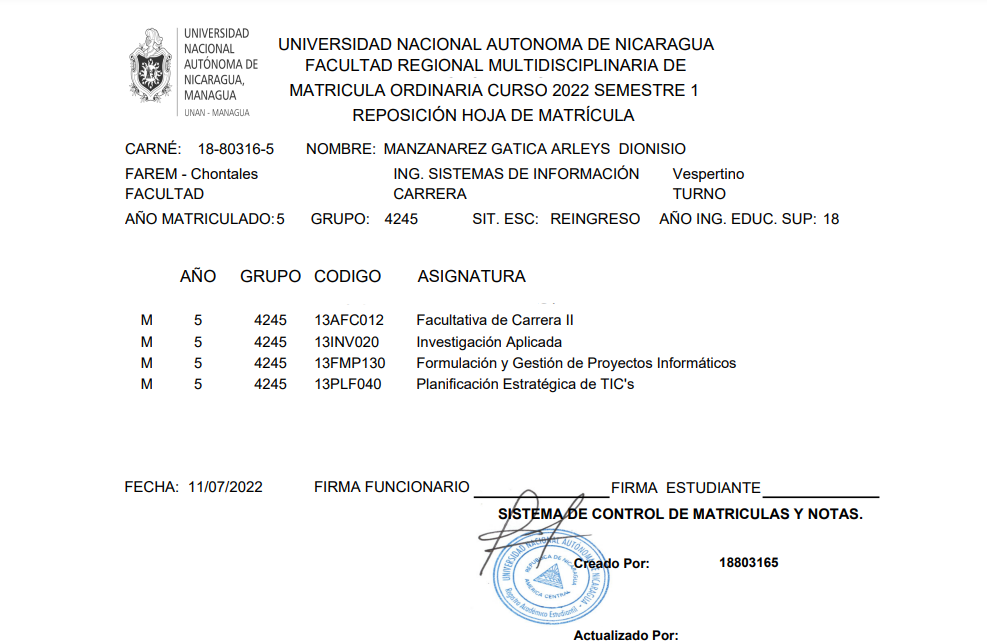 UNIVERSIDAD
NACIONAL
AUTÓNOMA DE
NICARAGUA,
MANAGUA
UNAN - MANAGUA
UNIVERSIDAD NACIONAL AUTONOMA DE NICARAGUA
FACULTAD REGIONAL MULTIDISCIPLINARIA DE
MATRICULA ORDINARIA CURSO 2022 SEMESTRE 1
REPOSICIÓN HOJA DE MATRÍCULA
CARNÉ: 18-80316-5 NOMBRE: MANZANAREZ GATICA ARLEYS DIONISIO
FAREM - Chontales ING. SISTEMAS DE INFORMACIÓN Vespertino
FACULTAD CARRERA TURNO
AÑO MATRICULADO: 5 GRUPO: 4245 SIT. ESC: REINGRESO AÑO ING. EDUC. SUP: 18
AÑO GRUPO CODIGO ASIGNATURA
M 5 4245 13AFC012 Facultativa de Carrera II
M 5 4245 13INV020 Investigación Aplicada
M 5 4245 13FMP130 Formulación y Gestión de Proyectos Informáticos
M 5 4245 13PLF040 Planificación Estratégica de TIC's
FECHA: 11/07/2022 FIRMA FUNCIONARIO FIRMA ESTUDIANTE
SISTEMA DE CONTROL DE MATRICULAS Y NOTAS.
UNIVERSIDAD NACIONAL AUTÓNOMA DE NICARAGUA
REPUBLICA DE NICARAGUA
AMERICA CENTRAL
Registro Académico Estudiantil
Creado Por: 18803165
Actualizado Por: